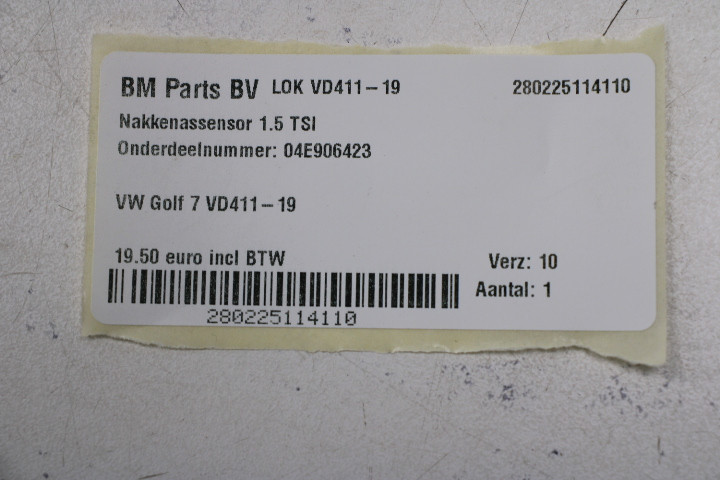 BM Parts BV LOK VD411-19 280225114110
Nakkenassensor 1.5 TSI
Onderdeelnummer: 04E906423
VW Golf 7 VD411-19
19.50 euro incl BTW Verz: 10
Aantal: 1
280225114110